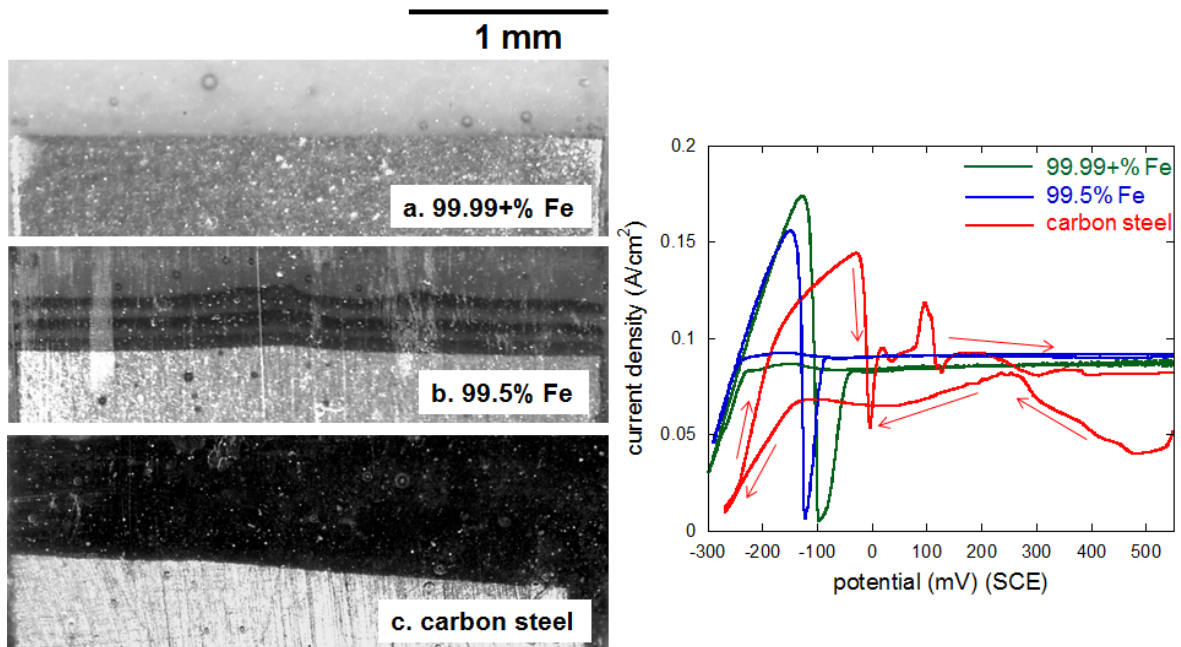 1 mm
a. 99.99+% Fe
b. 99.5% Fe
c. carbon steel
0.2
0.15
0.1
0.05
0
99.99+% Fe
99.5% Fe
carbon steel
current density (A/cm²)
-300 -200 -100 0 100 200 300 400 500
potential (mV) (SCE)